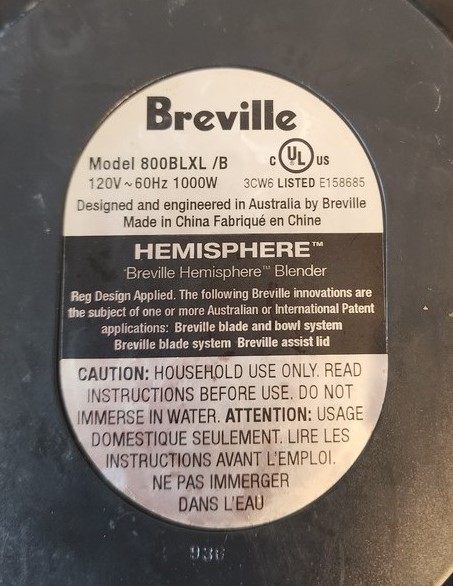 Breville
Model 800BLXL /B
120V ~ 60Hz 1000W
C UL US
3CW6 LISTED E158685
Designed and engineered in Australia by Breville
Made in China Fabriqué en Chine
HEMISPHERE™
Breville Hemisphere™ Blender
Reg Design Applied. The following Breville innovations are
the subject of one or more Australian or International Patent
applications: Breville blade and bowl system
Breville blade system Breville assist lid
CAUTION: HOUSEHOLD USE ONLY. READ
INSTRUCTIONS BEFORE USE. DO NOT
IMMERSE IN WATER. ATTENTION: USAGE
DOMESTIQUE SEULEMENT. LIRE LES
INSTRUCTIONS AVANT L'EMPLOI.
NE PAS IMMERGER
DANS L'EAU